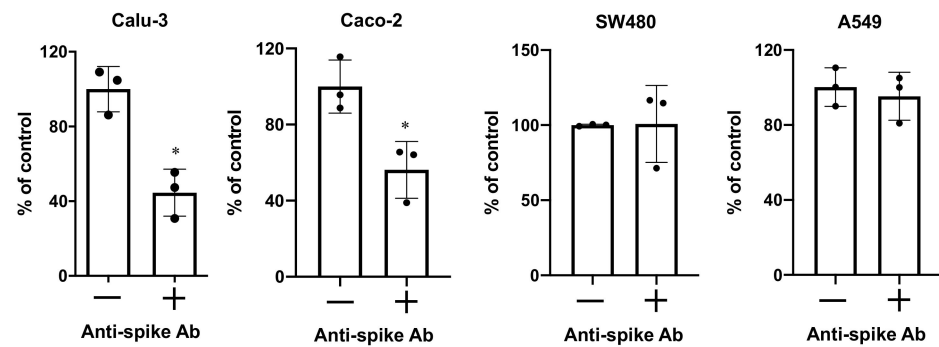 Calu-3
% of control
120
80
40
0
*
— +
Anti-spike Ab
Caco-2
% of control
120
80
40
0
*
— +
Anti-spike Ab
SW480
% of control
150
100
50
0
— +
Anti-spike Ab
A549
% of control
120
80
40
0
— +
Anti-spike Ab